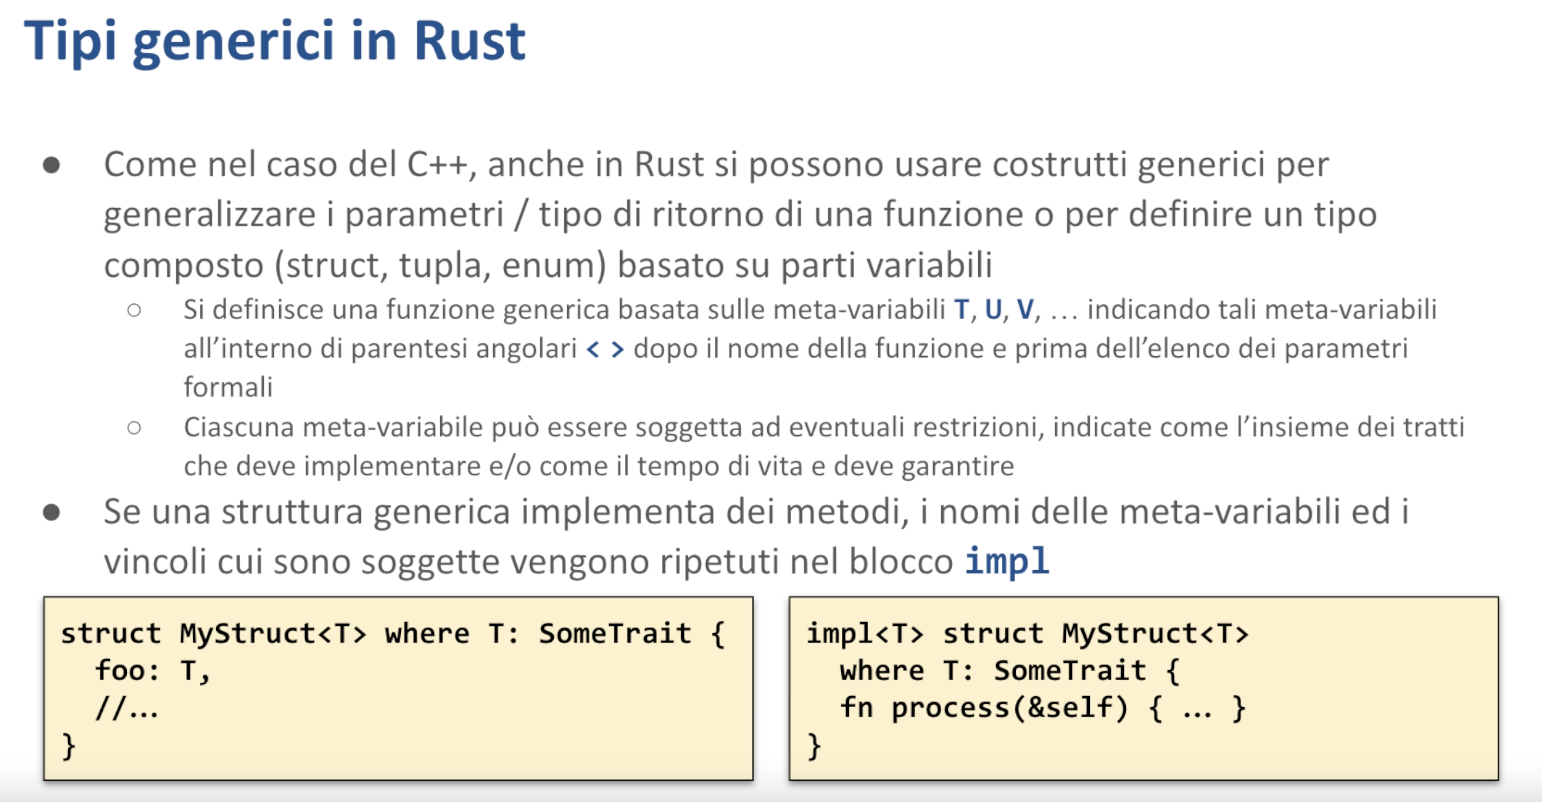 Tipi generici in Rust
● Come nel caso del C++, anche in Rust si possono usare costrutti generici per
generalizzare i parametri / tipo di ritorno di una funzione o per definire un tipo
composto (struct, tupla, enum) basato su parti variabili
○ Si definisce una funzione generica basata sulle meta-variabili T, U, V, ... indicando tali meta-variabili
all’interno di parentesi angolari < > dopo il nome della funzione e prima dell’elenco dei parametri
formali
○ Ciascuna meta-variabile può essere soggetta ad eventuali restrizioni, indicate come l’insieme dei tratti
che deve implementare e/o come il tempo di vita e deve garantire
● Se una struttura generica implementa dei metodi, i nomi delle meta-variabili ed i
vincoli cui sono soggette vengono ripetuti nel blocco impl
struct MyStruct<T> where T: SomeTrait {
  foo: T,
  //...
}
impl<T> struct MyStruct<T>
  where T: SomeTrait {
  fn process(&self) { ... }
}